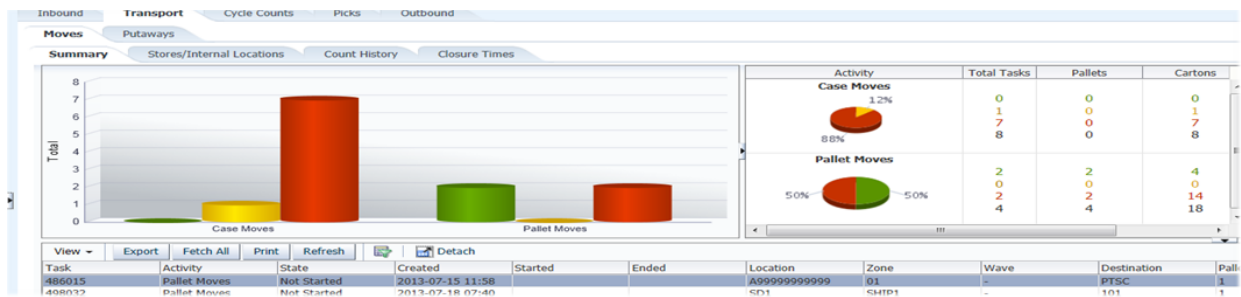 Inbound Transport Cycle Counts Picks Outbound
Moves Putaways
Summary Stores/Internal Locations Count History Closure Times
8
7
6
5
4
3
2
1
0
Total
Case Moves Pallet Moves
Activity Total Tasks Pallets Cartons
Case Moves
12%
88%
0 0 0
1 0 1
7 0 7
8 0 8
Pallet Moves
50% 50%
2 2 4
0 0 0
2 2 14
4 4 18
View Export Fetch All Print Refresh Detach
Task Activity State Created Started Ended Location Zone Wave Destination Pall
486015 Pallet Moves Not Started 2013-07-15 11:58 A99999999999 01 - PTSC 1
498032 Pallet Moves Not Started 2013-07-18 07:40 SD1 SHIP1 - 101 1